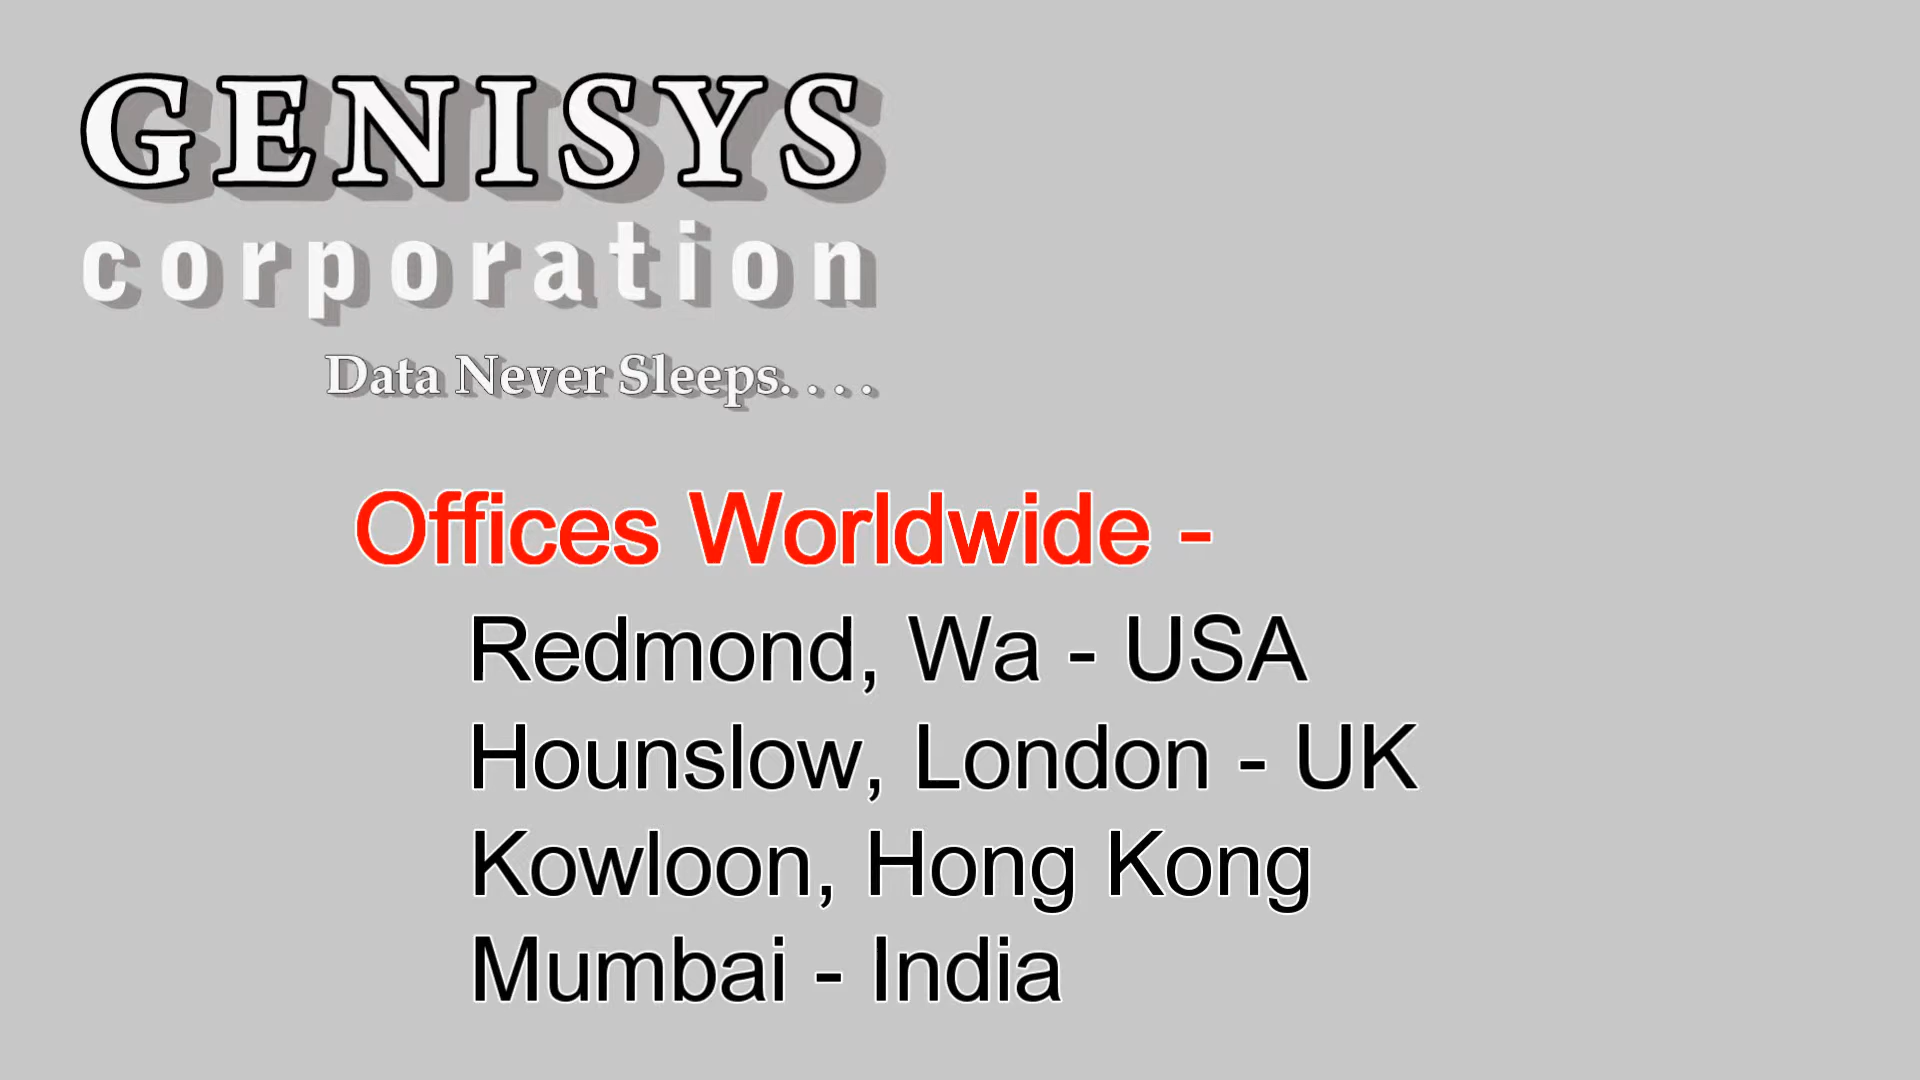 GENISYS
corporation
Data Never Sleeps. . . .
Offices Worldwide -
Redmond, Wa - USA
Hounslow, London - UK
Kowloon, Hong Kong
Mumbai - India